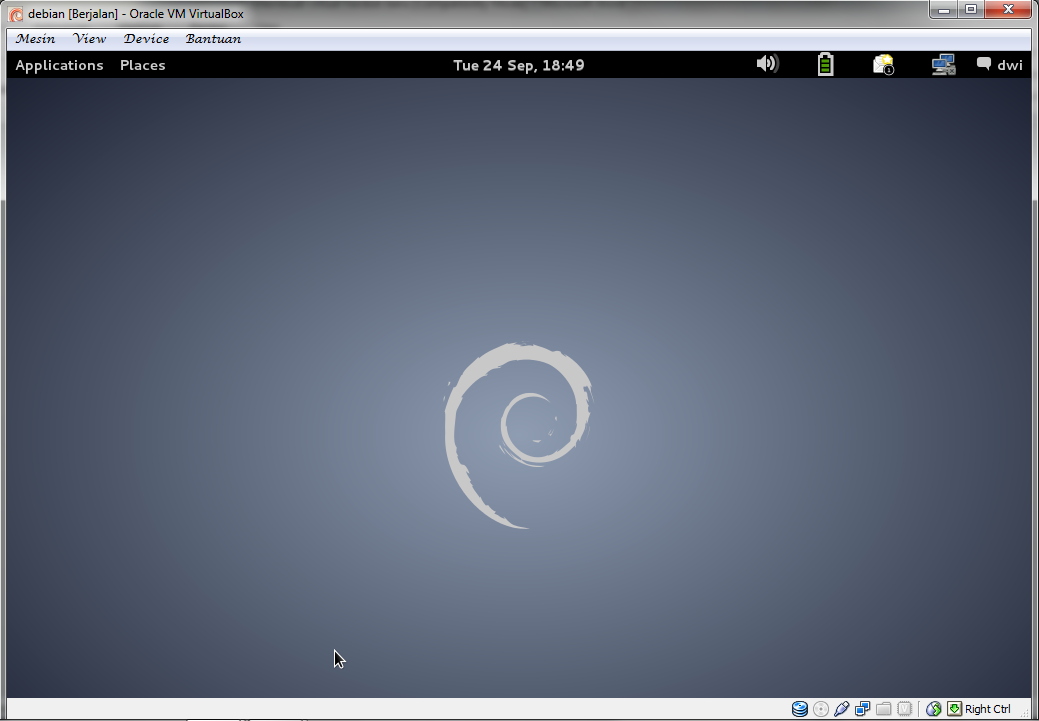 debian [Berjalan] - Oracle VM VirtualBox
Mesin View Device Bantuan
Applications Places Tue 24 Sep, 18:49 1 dwi
Right Ctrl